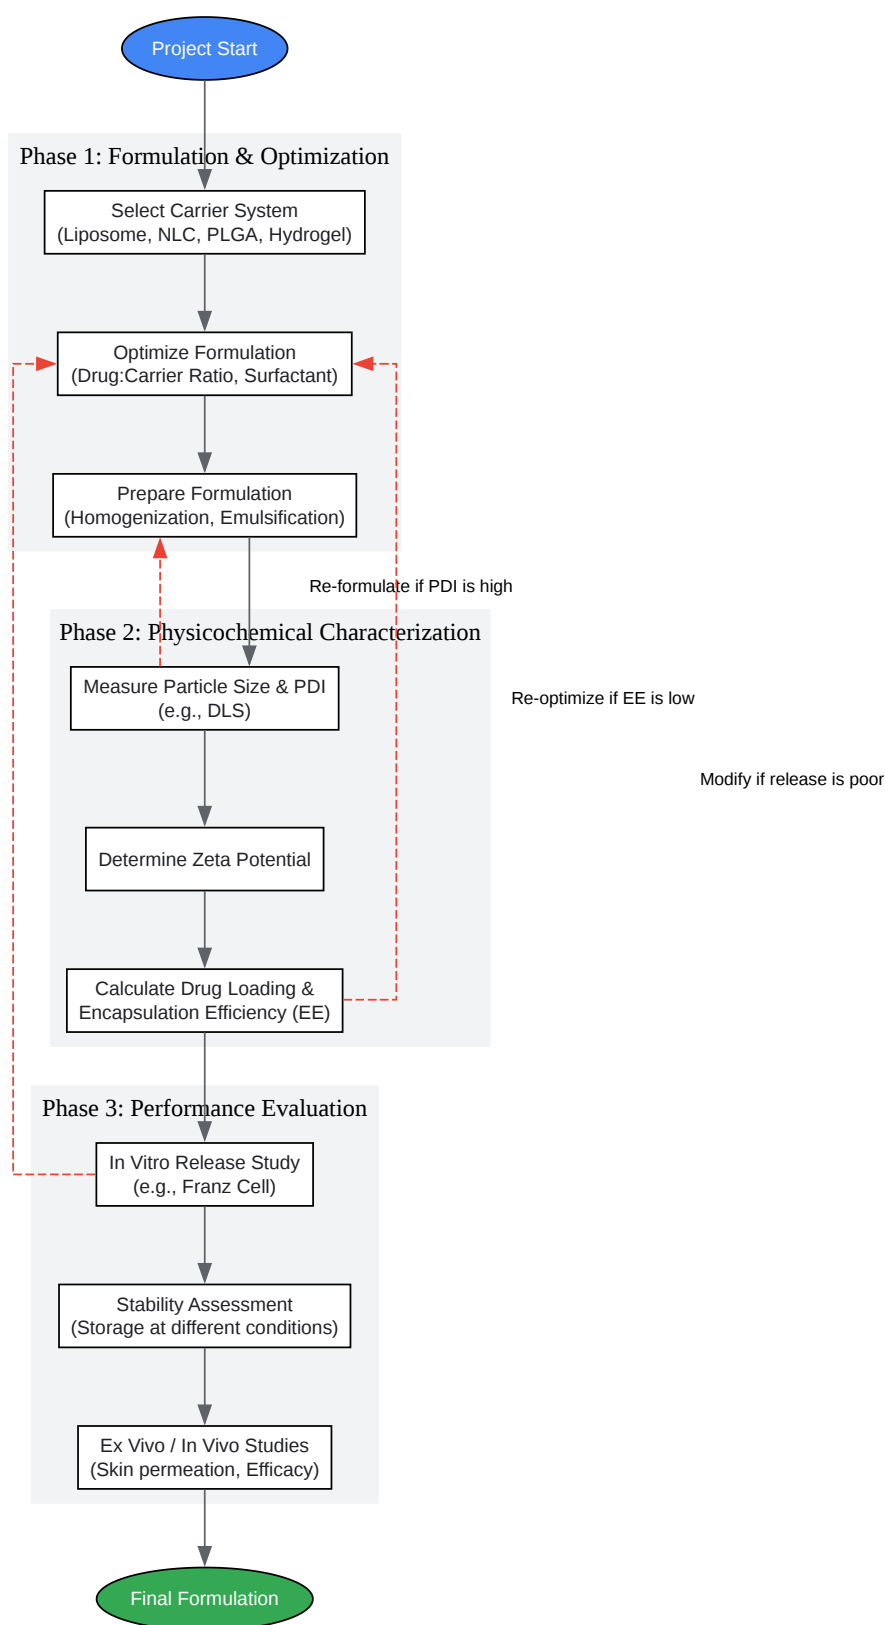 Project Start
Phase 1: Formulation & Optimization
Select Carrier System
(Liposome, NLC, PLGA, Hydrogel)
Optimize Formulation
(Drug:Carrier Ratio, Surfactant)
Prepare Formulation
(Homogenization, Emulsification)
Re-formulate if PDI is high
Phase 2: Physicochemical Characterization
Measure Particle Size & PDI
(e.g., DLS)
Re-optimize if EE is low
Modify if release is poor
Determine Zeta Potential
Calculate Drug Loading &
Encapsulation Efficiency (EE)
Phase 3: Performance Evaluation
In Vitro Release Study
(e.g., Franz Cell)
Stability Assessment
(Storage at different conditions)
Ex Vivo / In Vivo Studies
(Skin permeation, Efficacy)
Final Formulation